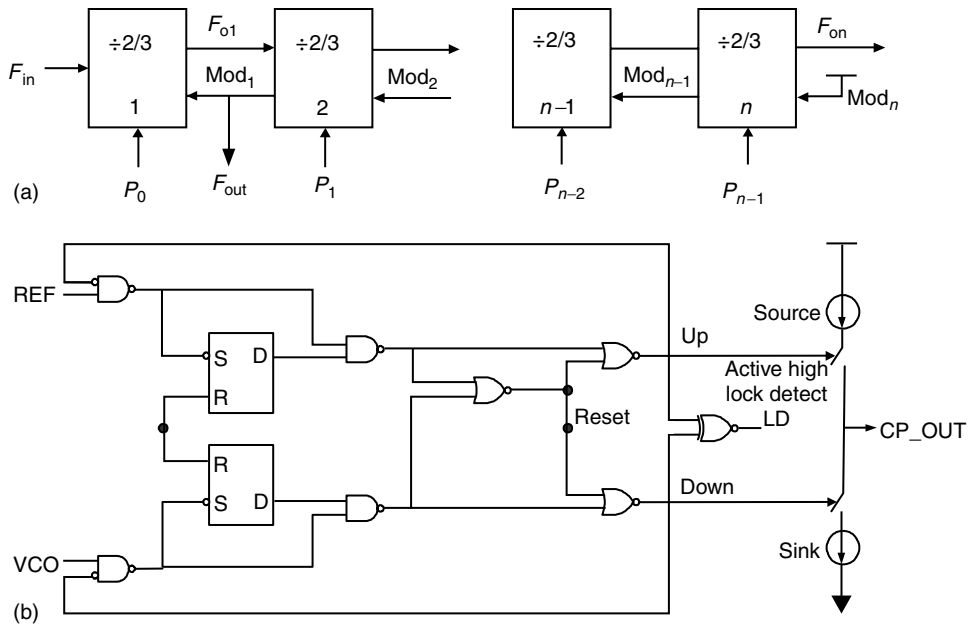 F_o1
÷2/3
÷2/3
÷2/3
÷2/3
F_on
F_in
Mod_1
Mod_2
Mod_n−1
Mod_n
1
2
n−1
n
P_0
F_out
P_1
P_n−2
P_n−1
(a)
REF
Source
Up
S
D
R
Active high
lock detect
Reset
LD
CP_OUT
R
S
D
Down
VCO
Sink
(b)